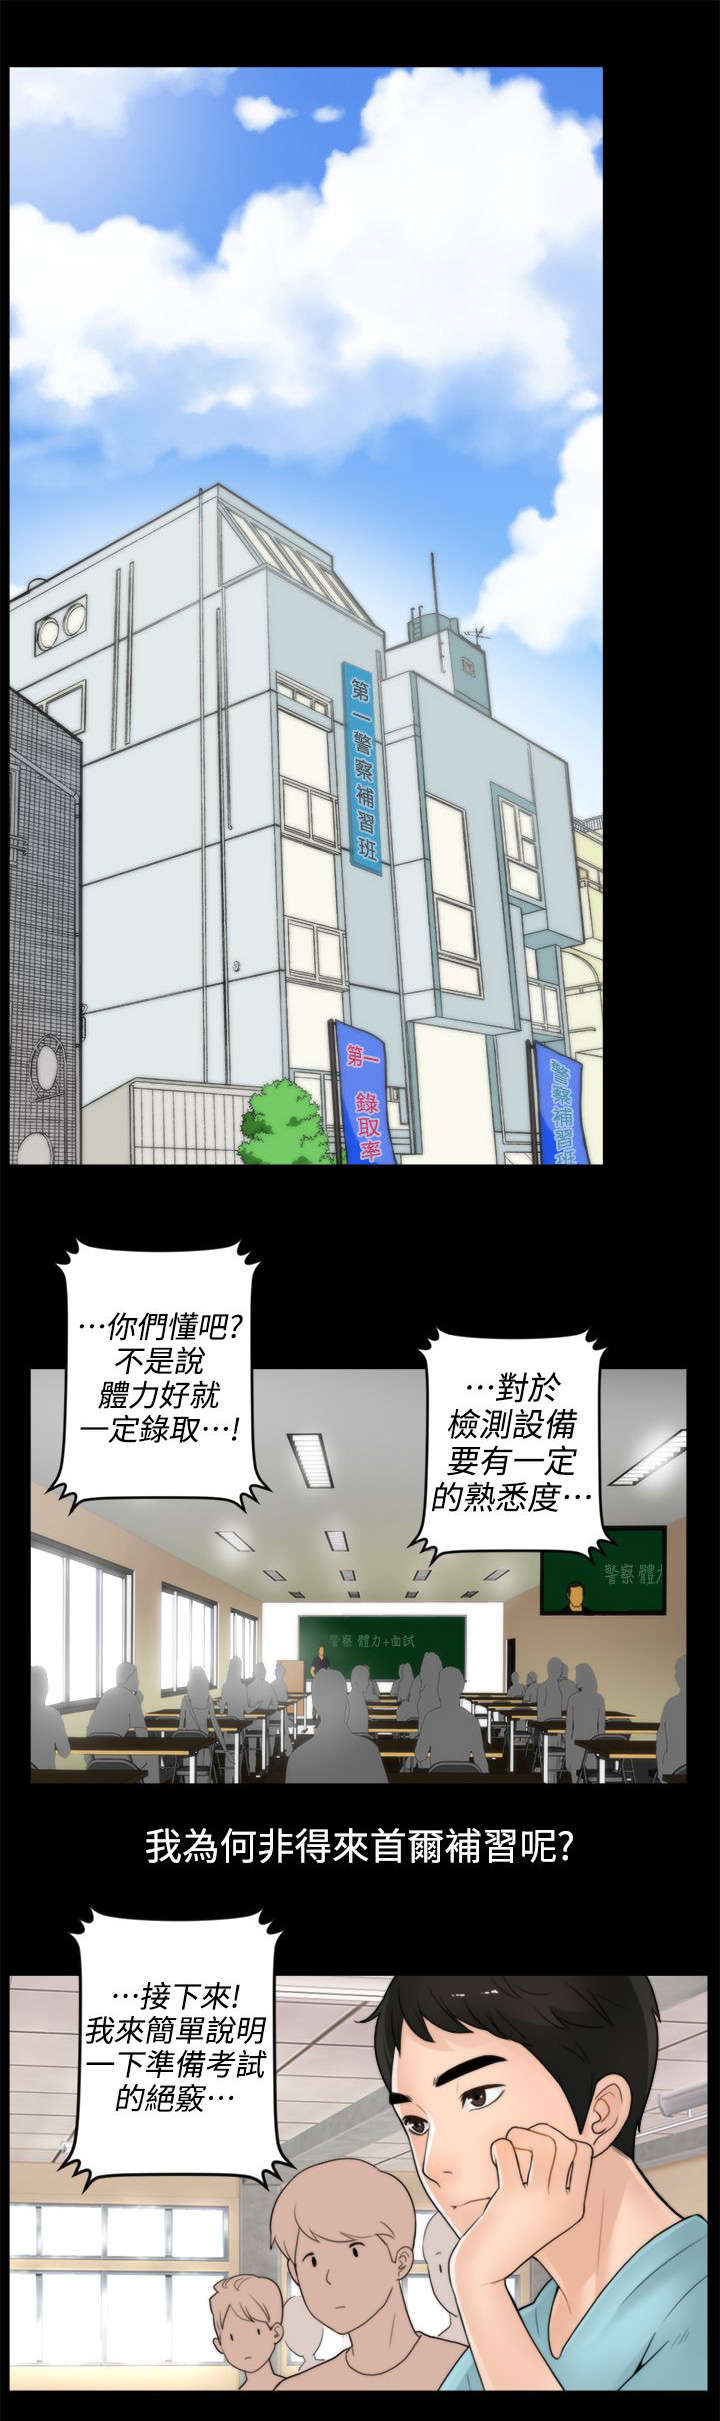 第一警察補習班
第一
錄取率
警察補習班
…你們懂吧?
不是說
體力好就
一定錄取…!
…對於
檢測設備
要有一定
的熟悉度…
警察 體力
警察 體力+面試
我為何非得來首爾補習呢?
…接下來!
我來簡單說明
一下準備考試
的絕竅…